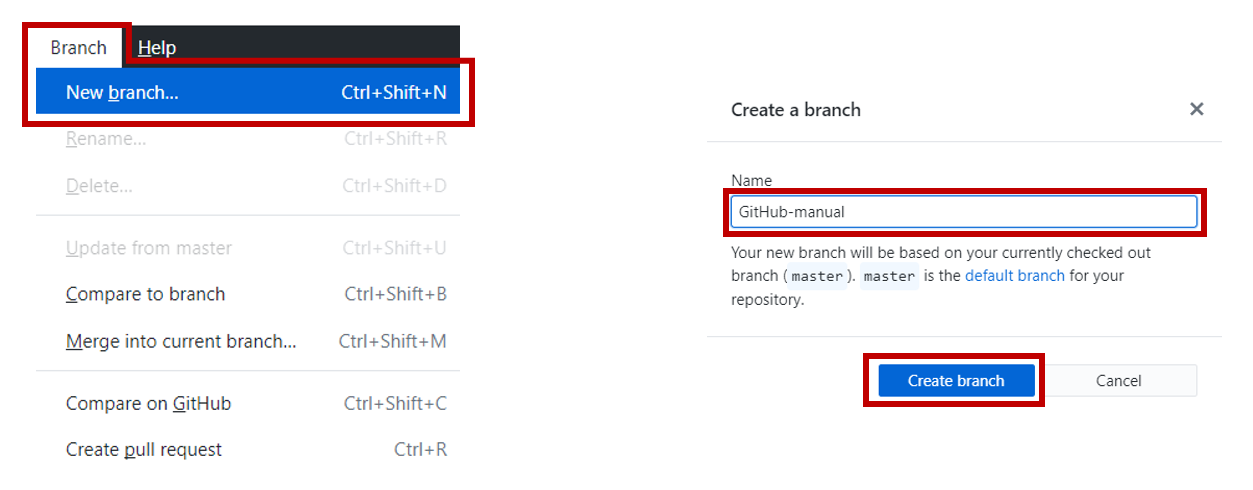 Branch Help
New branch... Ctrl+Shift+N
Rename... Ctrl+Shift+R
Delete... Ctrl+Shift+D
Update from master Ctrl+Shift+U
Compare to branch Ctrl+Shift+B
Merge into current branch... Ctrl+Shift+M
Compare on GitHub Ctrl+Shift+C
Create pull request Ctrl+R
Create a branch ×
Name
GitHub-manual
Your new branch will be based on your currently checked out
branch ( master ). master is the default branch for your
repository.
Create branch Cancel